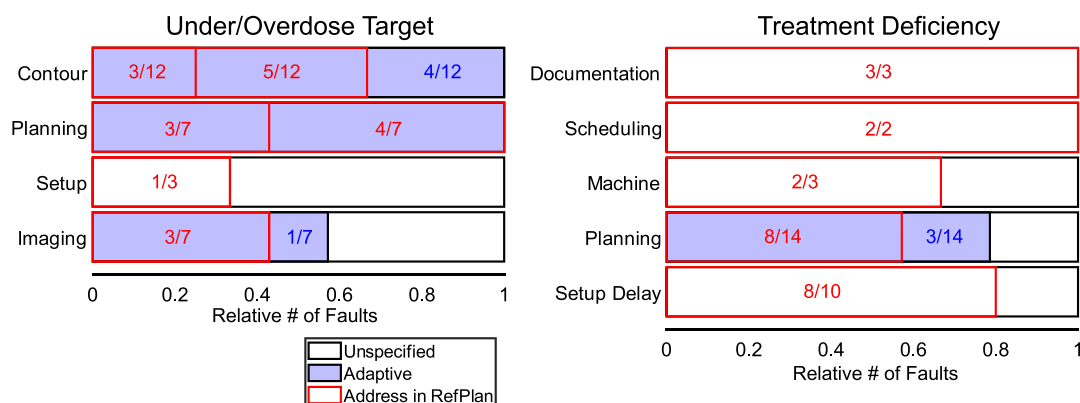 Under/Overdose Target
Contour 3/12 5/12 4/12
Planning 3/7 4/7
Setup 1/3
Imaging 3/7 1/7
0 0.2 0.4 0.6 0.8 1
Relative # of Faults
Unspecified
Adaptive
Address in RefPlan
Treatment Deficiency
Documentation 3/3
Scheduling 2/2
Machine 2/3
Planning 8/14 3/14
Setup Delay 8/10
0 0.2 0.4 0.6 0.8 1
Relative # of Faults